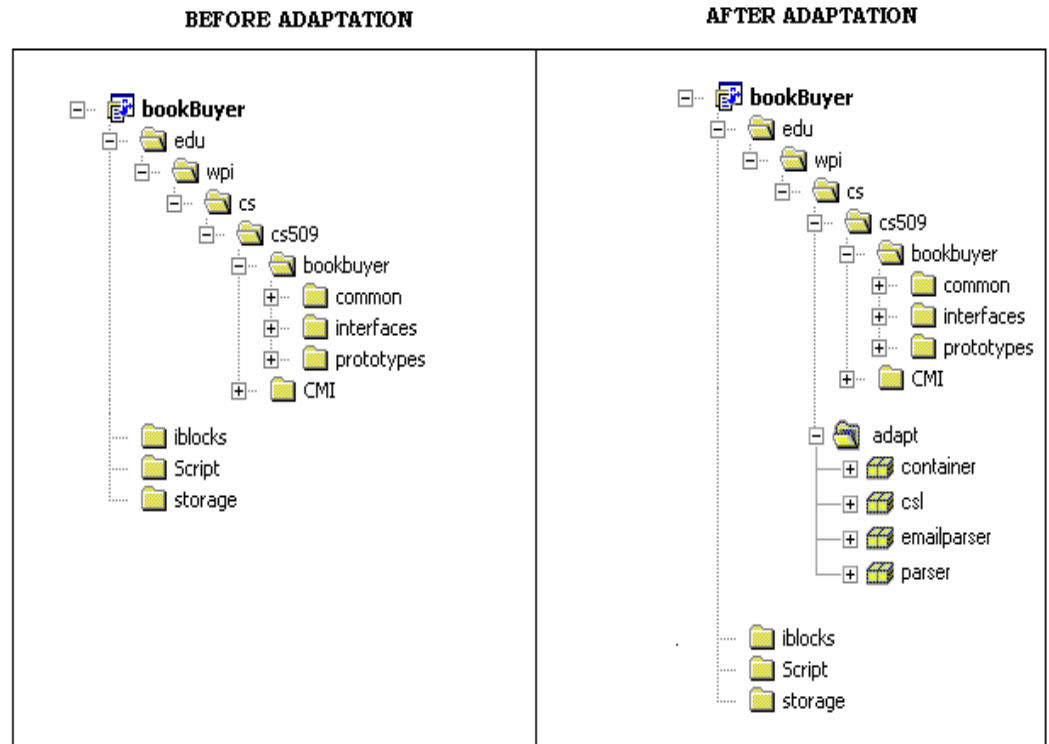 BEFORE ADAPTATION
bookBuyer
edu
wpi
cs
cs509
bookbuyer
common
interfaces
prototypes
CMI
iblocks
Script
storage
AFTER ADAPTATION
bookBuyer
edu
wpi
cs
cs509
bookbuyer
common
interfaces
prototypes
CMI
adapt
container
csl
emailparser
parser
iblocks
Script
storage